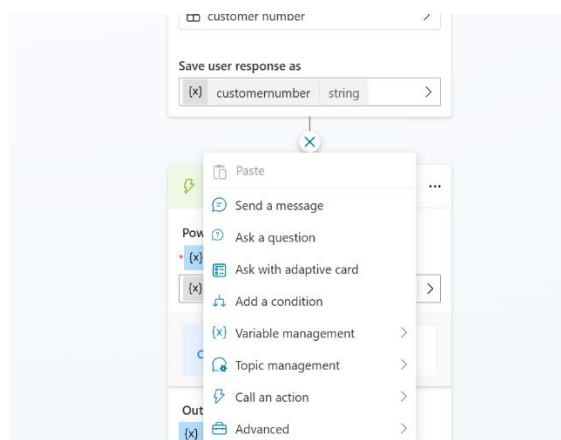 customer number
Save user response as
{x} customernumber string
Paste
Send a message
Pow
* {x}
Ask a question
Ask with adaptive card
{x}
Add a condition
{x} Variable management
Topic management
Call an action
Out
{x}
Advanced